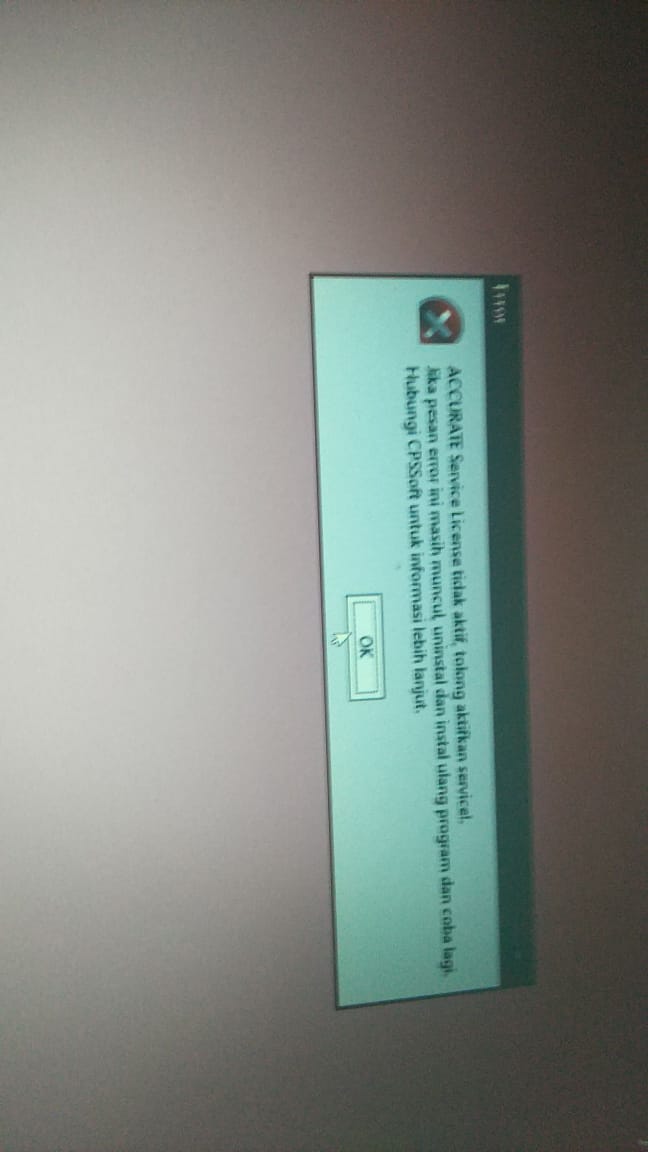 Error
ACCURATE Service License tidak aktif, tolong aktifkan service!.
Jika pesan error ini masih muncul, uninstal dan instal ulang program dan coba lagi.
Hubungi CPSSoft untuk informasi lebih lanjut.
OK